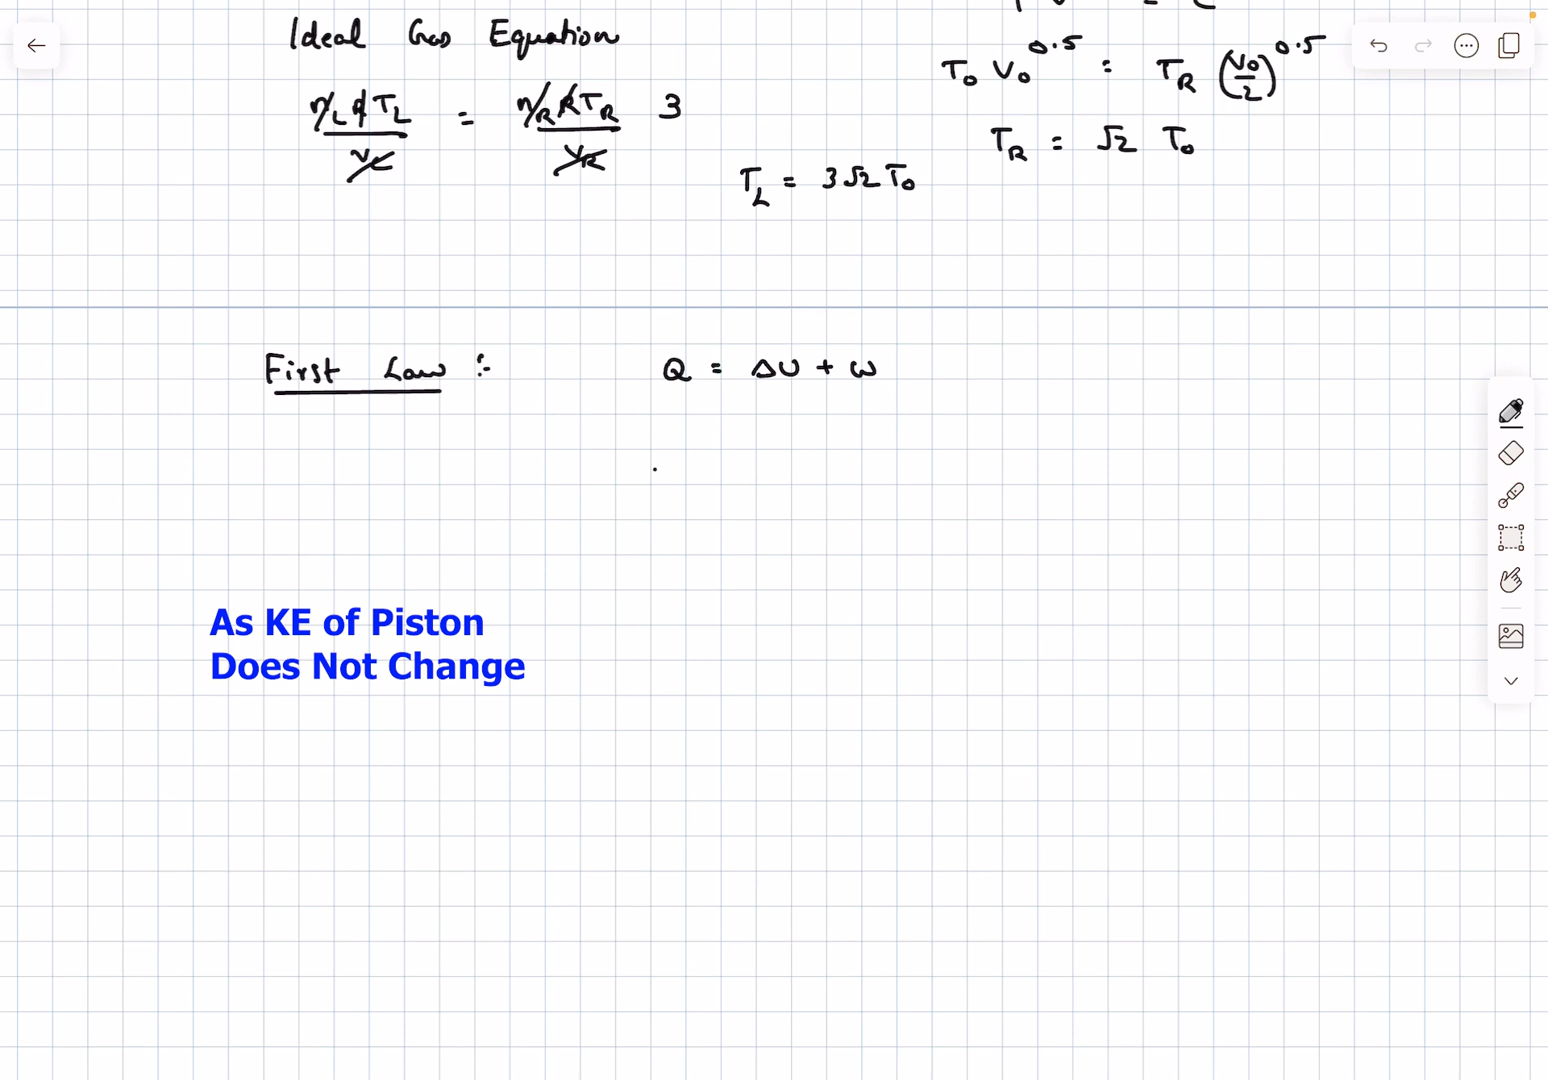 Ideal Gas Equation
T₀ V₀^0.5 = T_R (V₀/2)^0.5
n_L R T_L / V_L = n_R R T_R / V_R 3
T_R = √2 T₀
T_L = 3√2 T₀
First Law :- Q = ΔU + W
As KE of Piston
Does Not Change